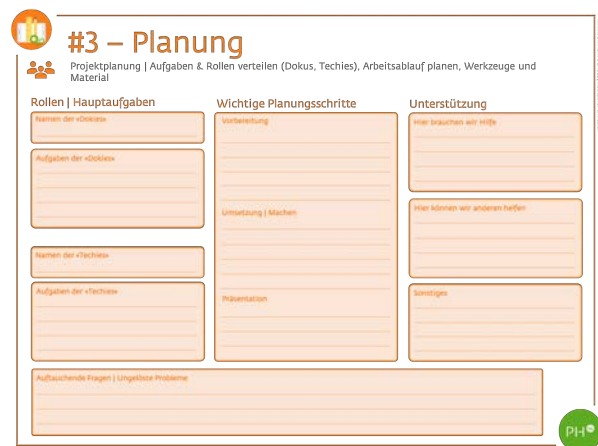 #3 – Planung
Projektplanung | Aufgaben & Rollen verteilen (Dokus, Techies), Arbeitsablauf planen, Werkzeuge und
Material
Rollen | Hauptaufgaben
Namen der «Dokies»
Aufgaben der «Dokies»
Namen der «Techies»
Aufgaben der «Techies»
Wichtige Planungsschritte
Vorbereitung
Umsetzung | Machen
Präsentation
Unterstützung
Hier brauchen wir Hilfe
Hier können wir anderen helfen
Sonstiges
Auftauchende Fragen | Ungelöste Probleme
PH